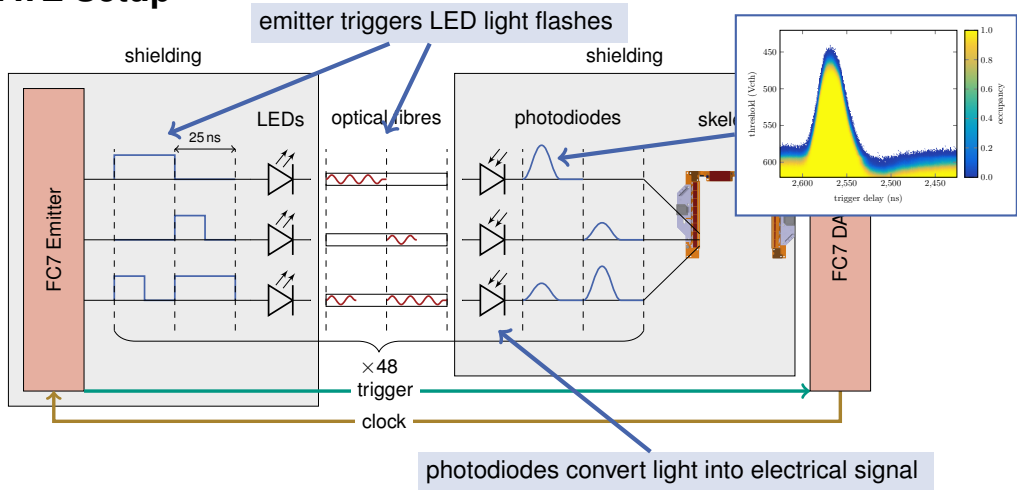 Setup
emitter triggers LED light flashes
shielding
shielding
LEDs
optical fibres
photodiodes
25 ns
FC7 Emitter
×48
trigger
clock
photodiodes convert light into electrical signal
threshold (Vcth)
450
500
550
600
2,600
2,550
2,500
2,450
trigger delay (ns)
1.0
0.8
0.6
0.4
0.2
0.0
occupancy